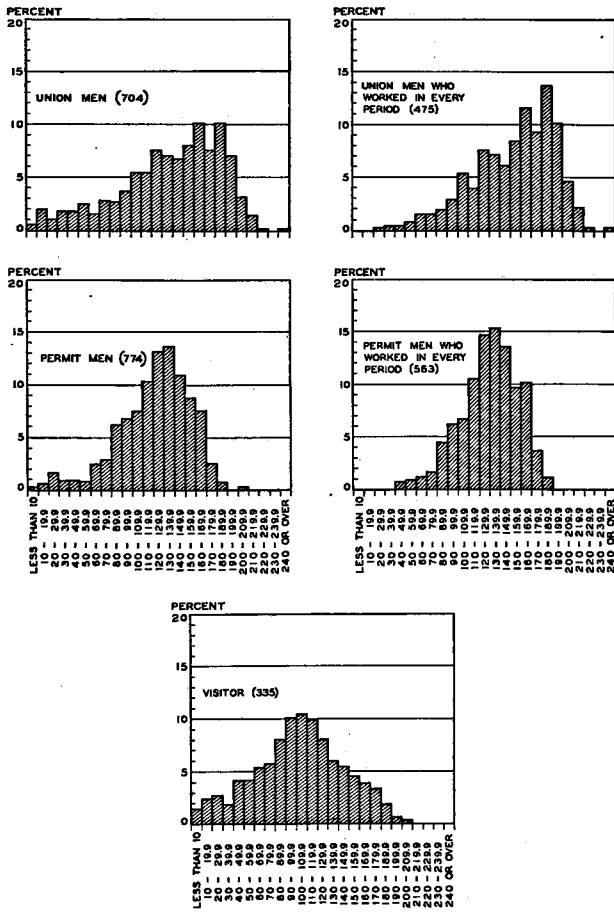 PERCENT
20
15
10
5
0
UNION MEN (704)
PERCENT
20
15
10
5
0
UNION MEN WHO
WORKED IN EVERY
PERIOD (475)
PERCENT
20
15
10
5
0
PERMIT MEN (774)
LESS THAN 10
10 - 19.9
20 - 29.9
30 - 39.9
40 - 49.9
50 - 59.9
60 - 69.9
70 - 79.9
80 - 89.9
90 - 99.9
100 - 109.9
110 - 119.9
120 - 129.9
130 - 139.9
140 - 149.9
150 - 159.9
160 - 169.9
170 - 179.9
180 - 189.9
190 - 199.9
200 - 209.9
210 - 219.9
220 - 229.9
230 - 239.9
240 OR OVER
PERCENT
20
15
10
5
0
PERMIT MEN WHO
WORKED IN EVERY
PERIOD (563)
LESS THAN 10
10 - 19.9
20 - 29.9
30 - 39.9
40 - 49.9
50 - 59.9
60 - 69.9
70 - 79.9
80 - 89.9
90 - 99.9
100 - 109.9
110 - 119.9
120 - 129.9
130 - 139.9
140 - 149.9
150 - 159.9
160 - 169.9
170 - 179.9
180 - 189.9
190 - 199.9
200 - 209.9
210 - 219.9
220 - 229.9
230 - 239.9
240 OR OVER
PERCENT
20
15
10
5
0
VISITOR (335)
LESS THAN 10
10 - 19.9
20 - 29.9
30 - 39.9
40 - 49.9
50 - 59.9
60 - 69.9
70 - 79.9
80 - 89.9
90 - 99.9
100 - 109.9
110 - 119.9
120 - 129.9
130 - 139.9
140 - 149.9
150 - 159.9
160 - 169.9
170 - 179.9
180 - 189.9
190 - 199.9
200 - 209.9
210 - 219.9
220 - 229.9
230 - 239.9
240 OR OVER